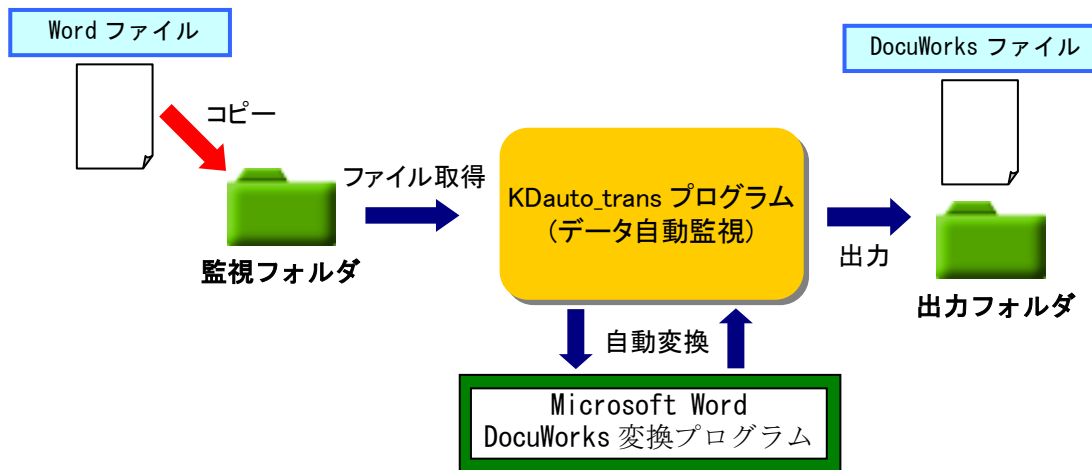 Word ファイル
DocuWorks ファイル
コピー
ファイル取得
KDauto_trans プログラム
(データ自動監視)
出力
監視フォルダ
出力フォルダ
自動変換
Microsoft Word
DocuWorks 変換プログラム